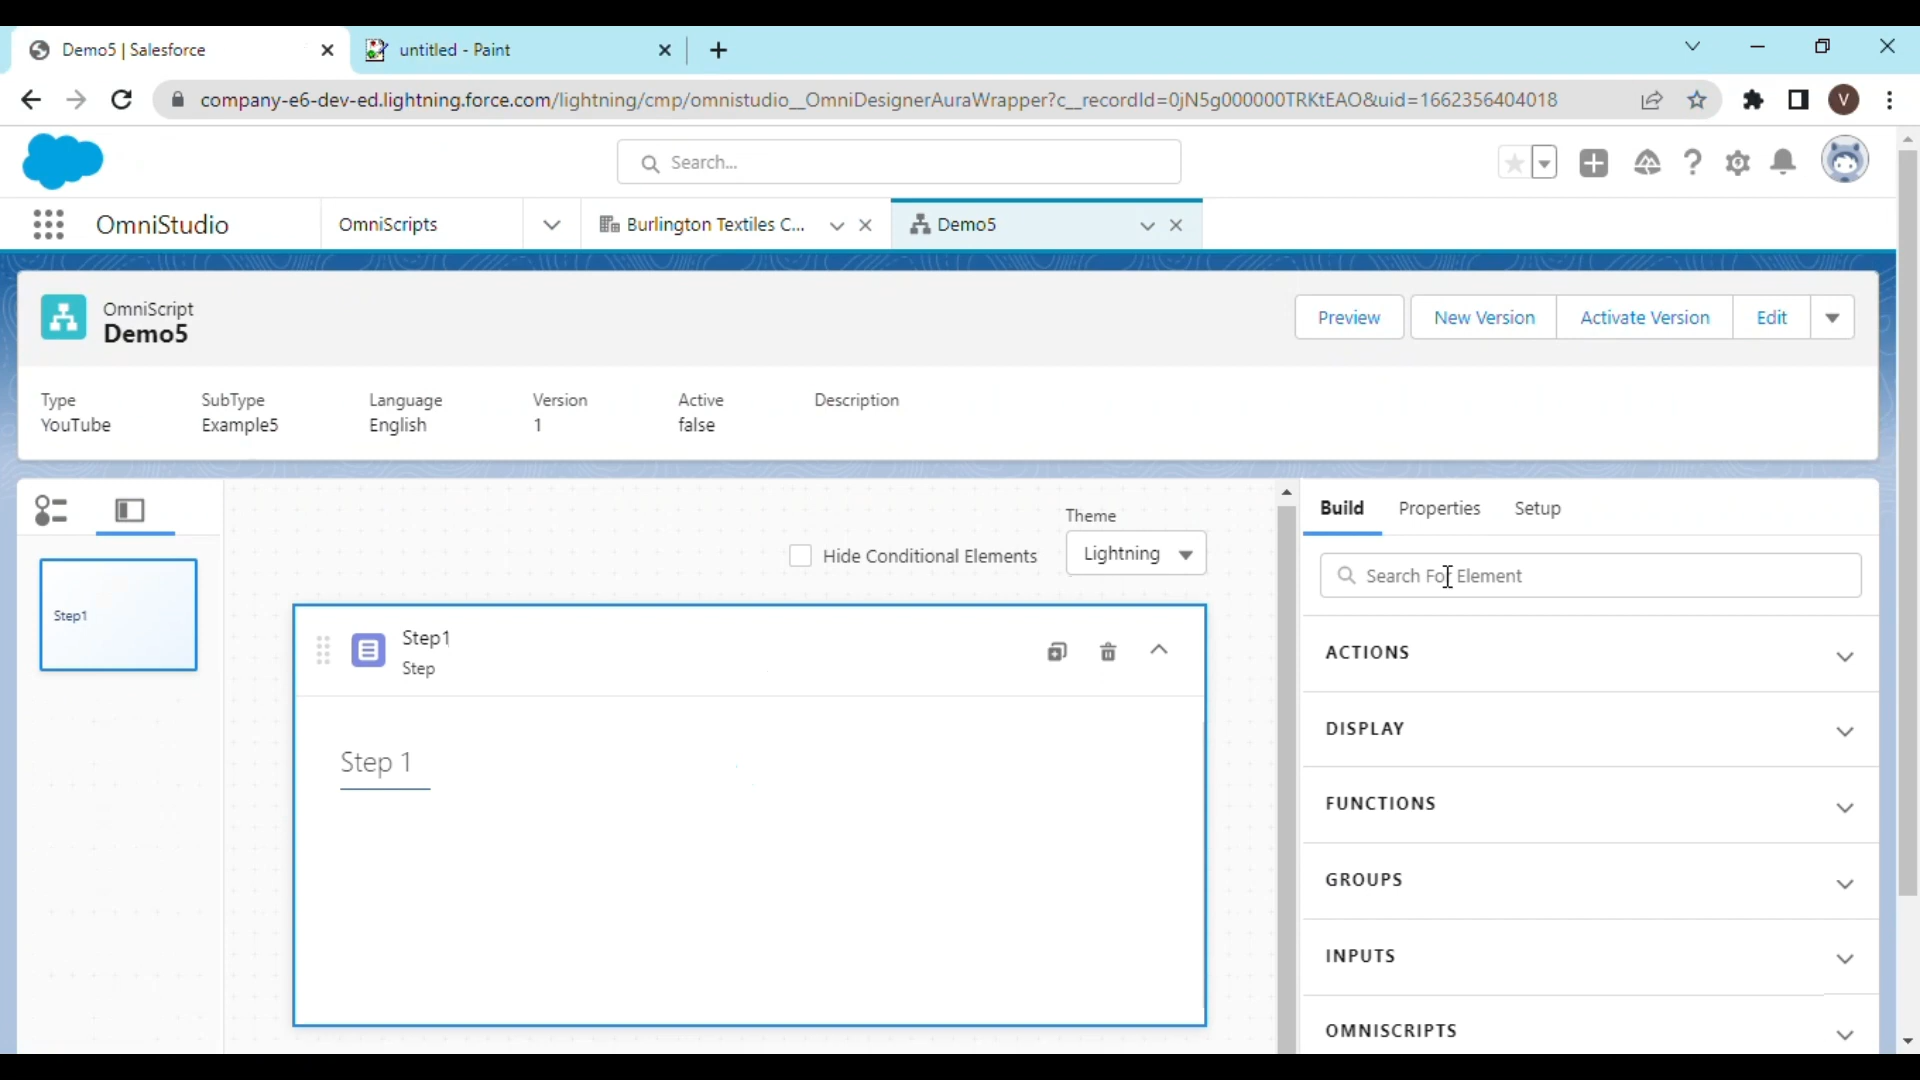 Demo5 | Salesforce
untitled - Paint
company-e6-dev-ed.lightning.force.com/lightning/cmp/omnistudio__OmniDesignerAuraWrapper?c__recordId=0jN5g000000TRKtEAO&uid=1662356404018
V
Search...
OmniStudio
OmniScripts
Burlington Textiles C...
Demo5
OmniScript
Demo5
Preview
New Version
Activate Version
Edit
Type
SubType
Language
Version
Active
Description
YouTube
Example5
English
1
false
Build
Properties
Setup
Theme
Hide Conditional Elements
Lightning
Search For Element
Step1
Step1
Step
Step 1
ACTIONS
DISPLAY
FUNCTIONS
GROUPS
INPUTS
OMNISCRIPTS